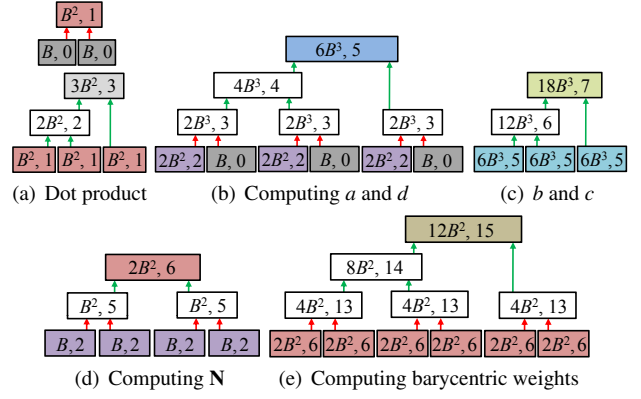 B², 1
B, 0 B, 0
3B², 3
2B², 2
B², 1 B², 1 B², 1
(a) Dot product
6B³, 5
4B³, 4
2B³, 3 2B³, 3 2B³, 3
2B²,2 B, 0 2B²,2 B, 0 2B²,2 B, 0
(b) Computing a and d
18B³,7
12B³, 6
6B³,5 6B³,5 6B³,5
(c) b and c
2B², 6
B², 5 B², 5
B,2 B,2 B,2 B,2
(d) Computing N
12B², 15
8B², 14
4B², 13 4B², 13 4B², 13
2B²,6 2B²,6 2B²,6 2B²,6 2B²,6 2B²,6
(e) Computing barycentric weights